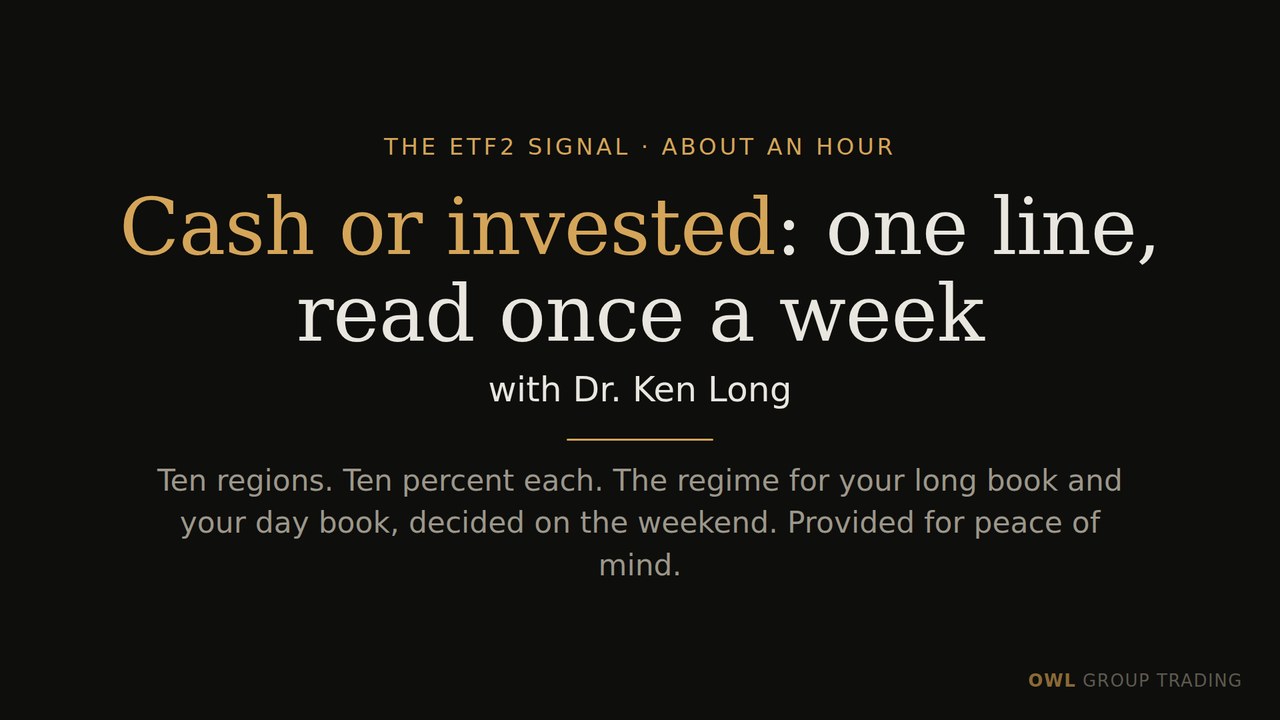 THE ETF2 SIGNAL · ABOUT AN HOUR
Cash or invested: one line,
read once a week
with Dr. Ken Long
Ten regions. Ten percent each. The regime for your long book and
your day book, decided on the weekend. Provided for peace of
mind.
OWL GROUP TRADING